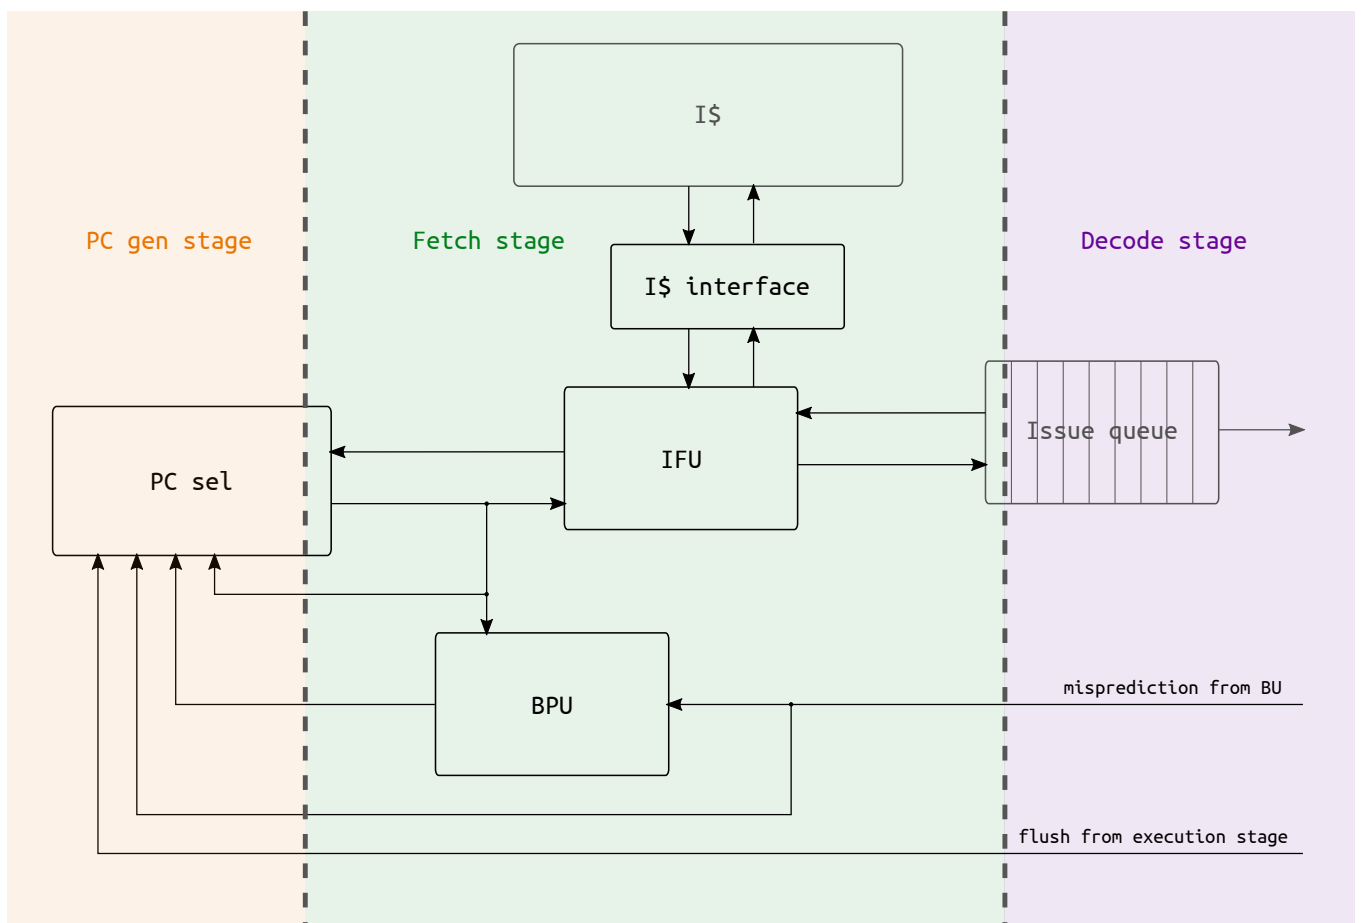 I$
PC gen stage
Fetch stage
Decode stage
I$ interface
Issue queue
IFU
PC sel
misprediction from BU
BPU
flush from execution stage